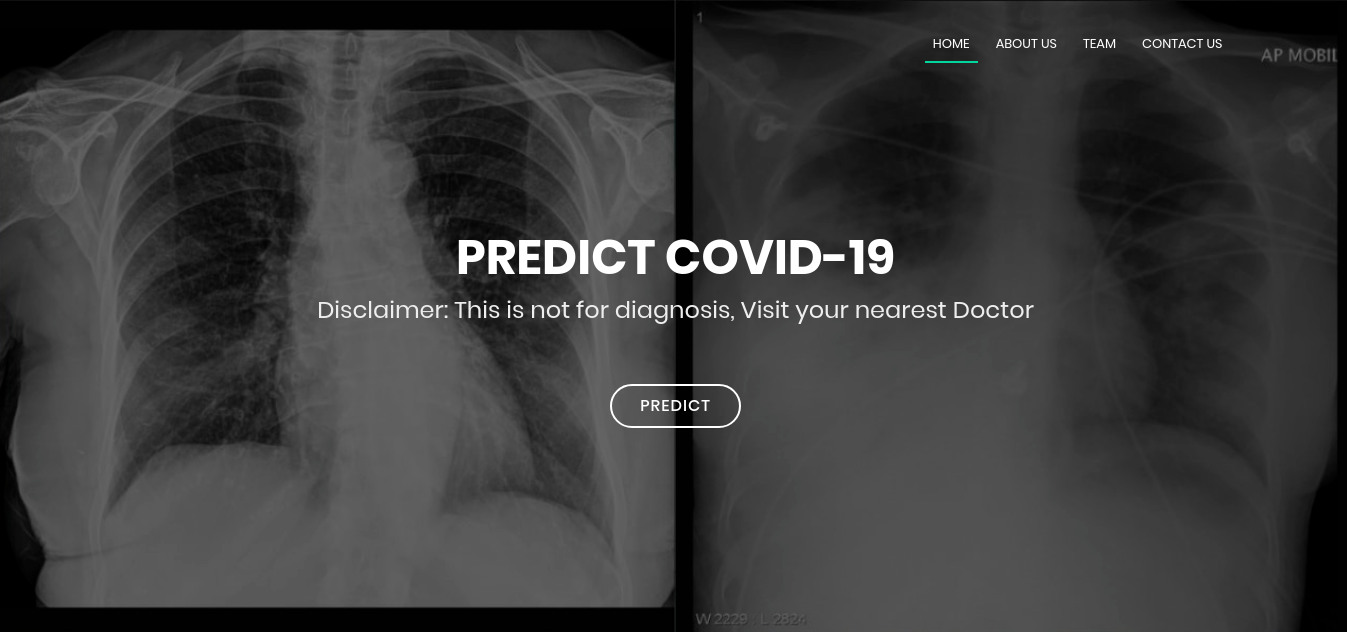 1
HOME ABOUT US TEAM CONTACT US
AP MOBIL
PREDICT COVID-19
Disclaimer: This is not for diagnosis, Visit your nearest Doctor
PREDICT
W 2229 L 2824